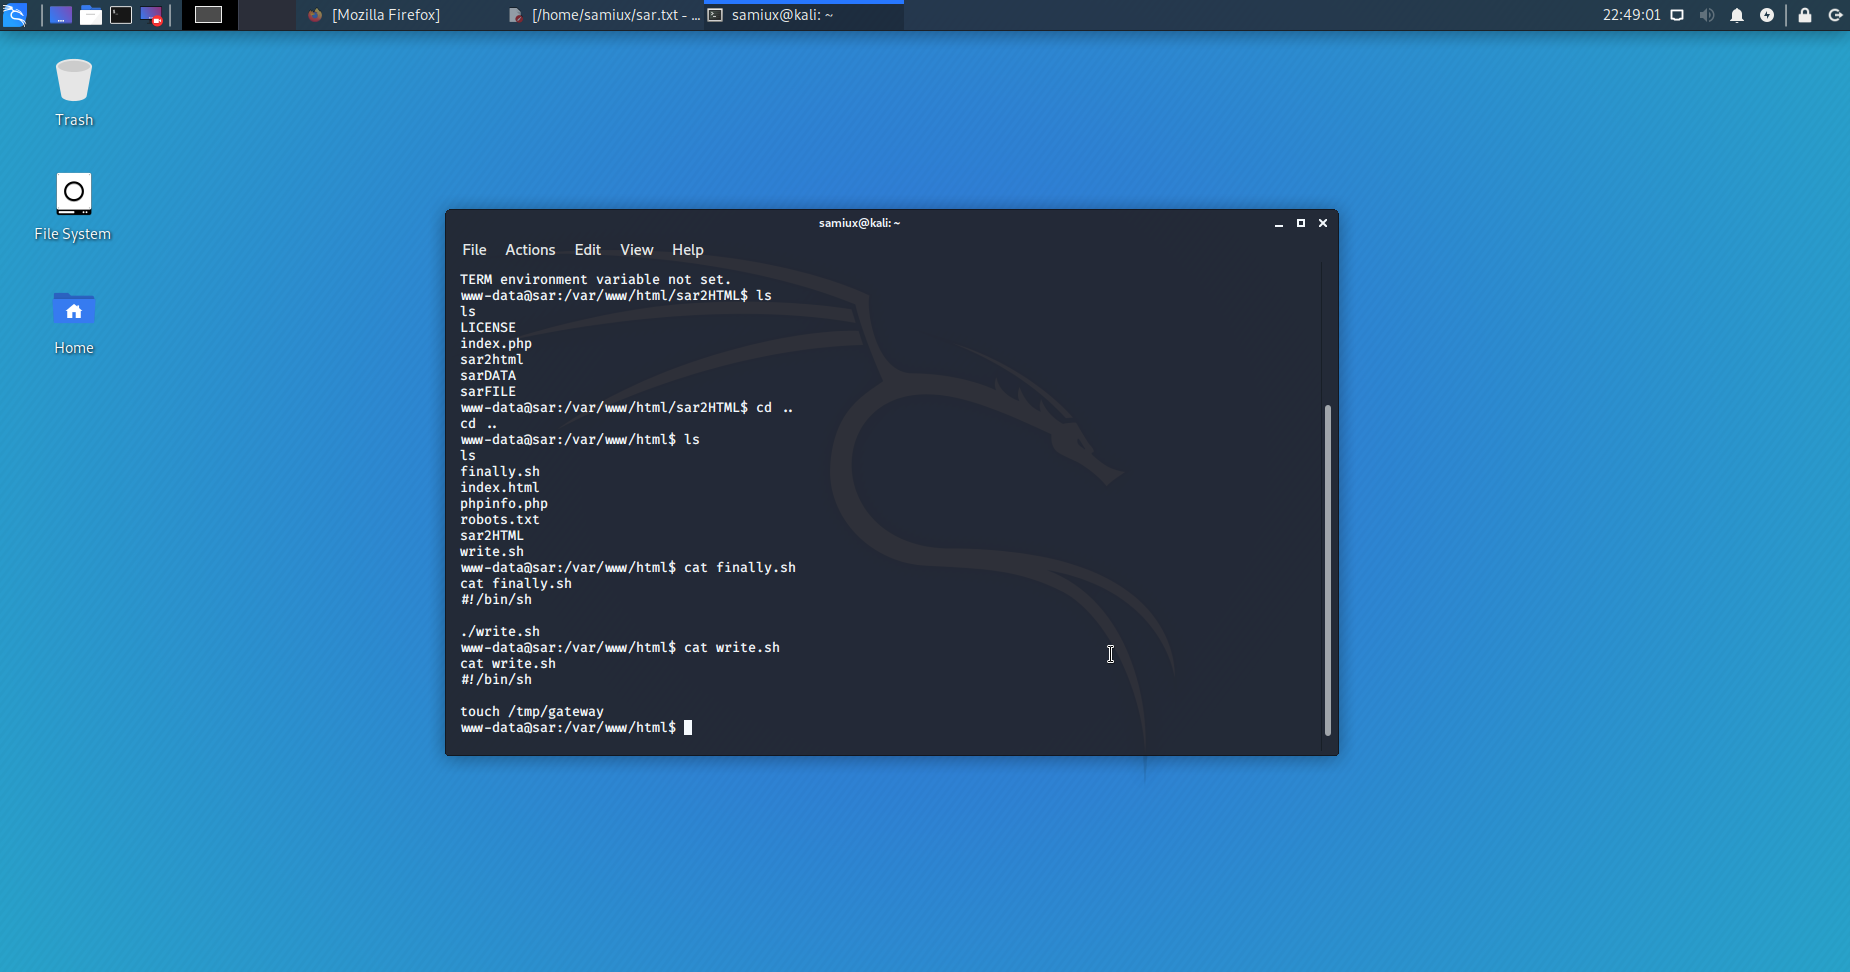 [Mozilla Firefox]
[/home/samiux/sar.txt - ...
samiux@kali: ~
22:49:01
Trash
File System
Home
samiux@kali: ~
File Actions Edit View Help
TERM environment variable not set.
www-data@sar:/var/www/html/sar2HTML$ ls
ls
LICENSE
index.php
sar2html
sarDATA
sarFILE
www-data@sar:/var/www/html/sar2HTML$ cd ..
cd ..
www-data@sar:/var/www/html$ ls
ls
finally.sh
index.html
phpinfo.php
robots.txt
sar2HTML
write.sh
www-data@sar:/var/www/html$ cat finally.sh
cat finally.sh
#!/bin/sh
./write.sh
www-data@sar:/var/www/html$ cat write.sh
cat write.sh
#!/bin/sh
touch /tmp/gateway
www-data@sar:/var/www/html$